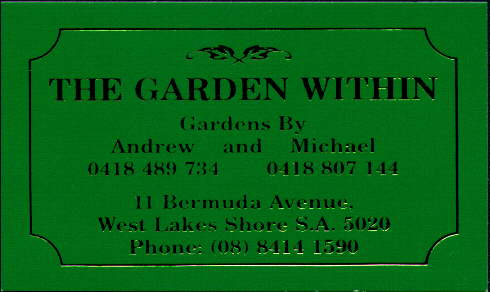 THE GARDEN WITHIN
Gardens By
Andrew and Michael
0418 489 734 0418 807 144
11 Bermuda Avenue,
West Lakes Shore S.A. 5020
Phone: (08) 8414 1590